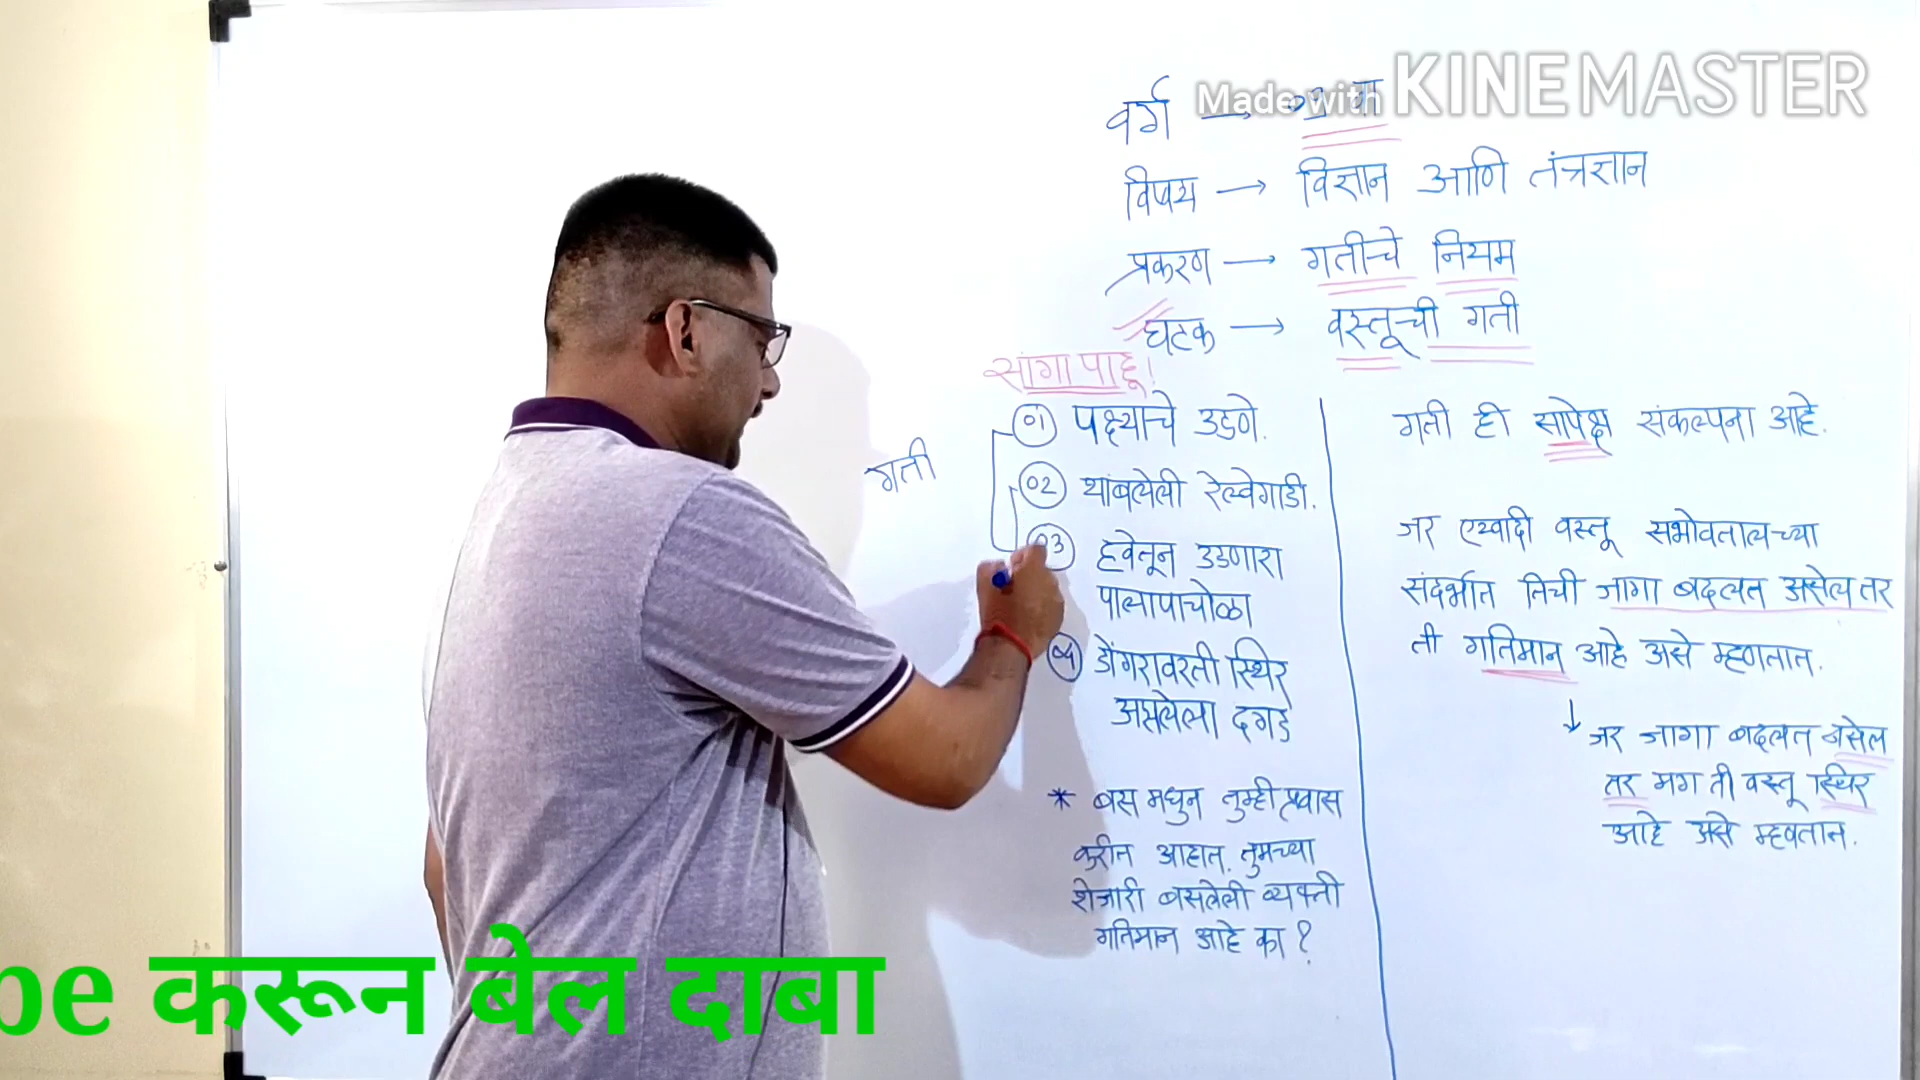 Made with KINEMASTER
वर्ग →
विषय → विज्ञान आणि तंत्रज्ञान
प्रकरण → गतीचे नियम
घटक → वस्तूची गती
सांगा पाहू!
01 पक्ष्याचे उडणे.
गती
02 थांबलेली रेल्वेगाडी.
03 हवेतून उडणारा
पालापाचोळा
04 डोंगरावरती स्थिर
असलेला दगड
* बस मधुन तुम्ही प्रवास
करीत आहात. तुमच्या
शेजारी बसलेली व्यक्ती
गतिमान आहे का?
गती ही सापेक्ष संकल्पना आहे.
जर एखादी वस्तू सभोवतालच्या
संदर्भात तिची जागा बदलत असेल तर
ती गतिमान आहे असे म्हणतात.
↓ जर जागा बदलत नसेल
तर मग ती वस्तू स्थिर
आहे असे म्हणतात.
be करून बेल दाबा